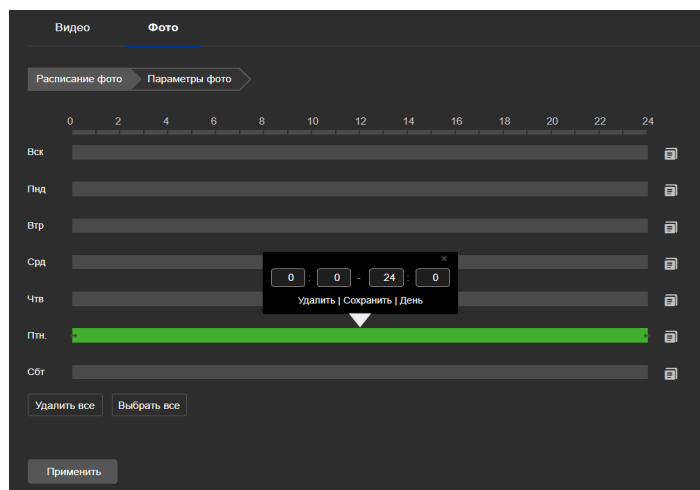 Видео Фото
Расписание фото Параметры фото
0 2 4 6 8 10 12 14 16 18 20 22 24
Вск
Пнд
Втр
Срд
0 : 0 - 24 : 0
Удалить | Сохранить | День
Чтв
Птн.
Сбт
Удалить все Выбрать все
Применить